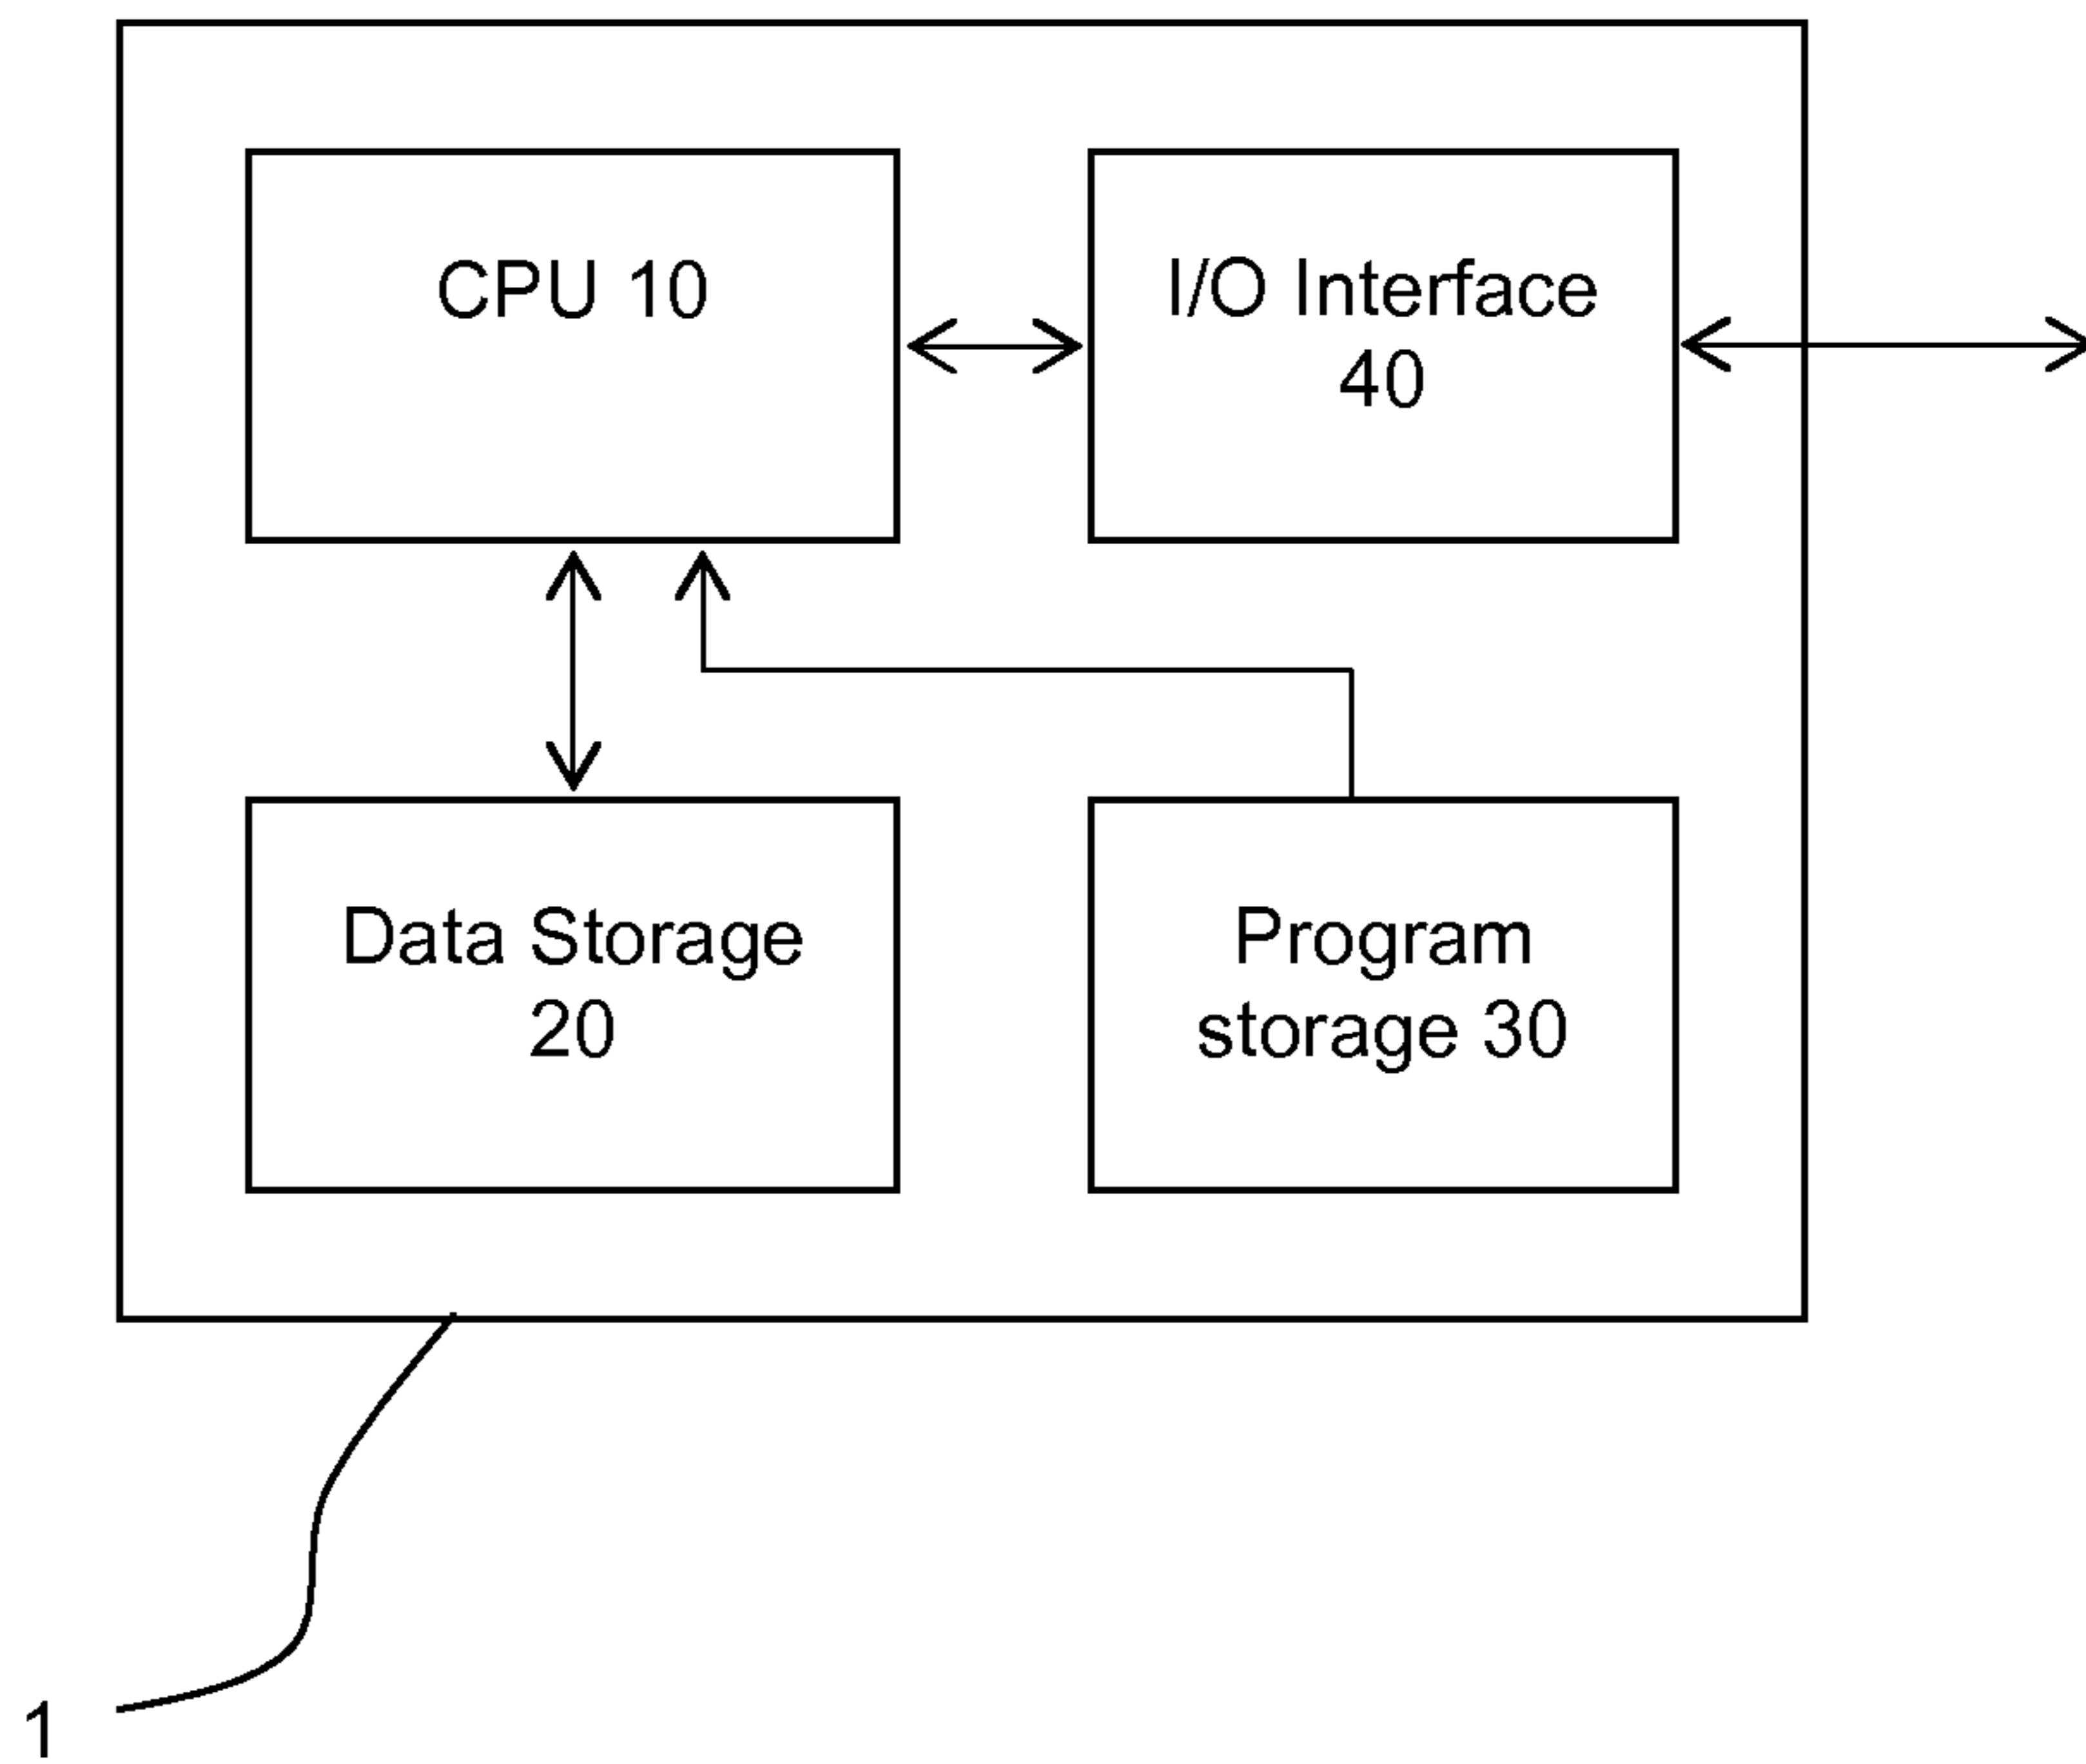 CPU 10
I/O Interface
40
Data Storage
20
Program
storage 30
1